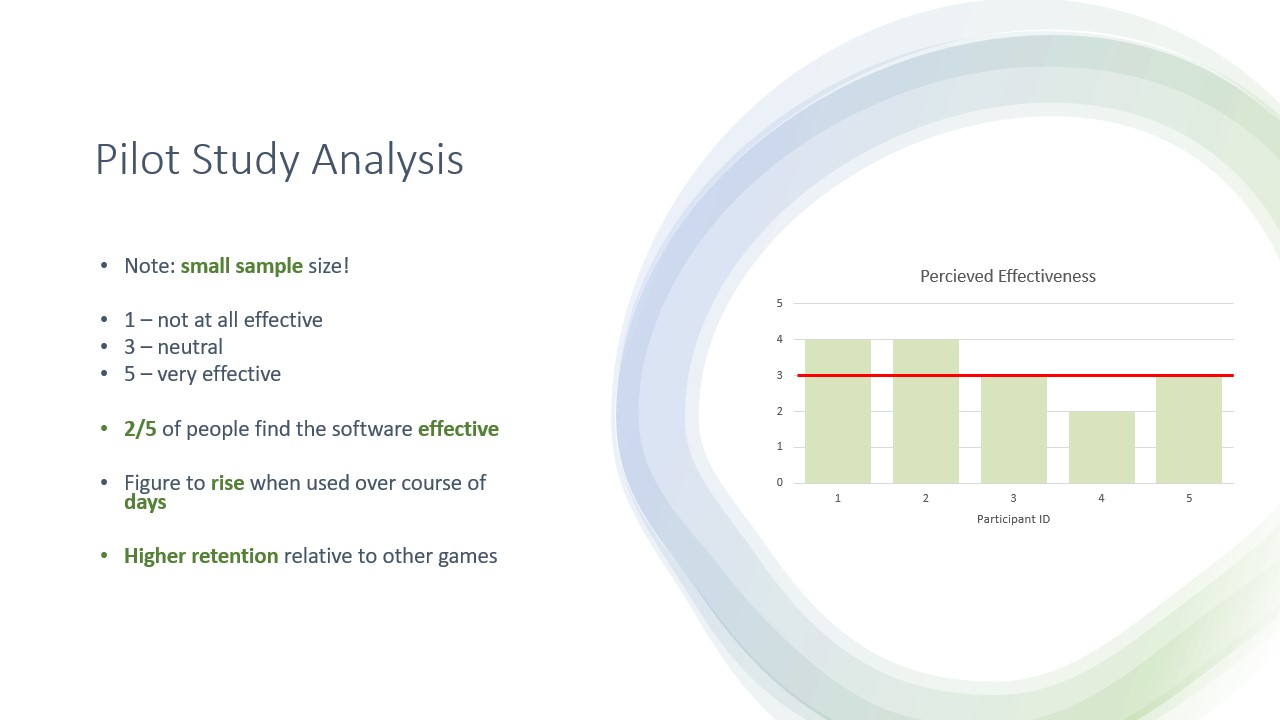 Pilot Study Analysis
• Note: small sample size!
• 1 – not at all effective
• 3 – neutral
• 5 – very effective
• 2/5 of people find the software effective
• Figure to rise when used over course of
days
• Higher retention relative to other games
Percieved Effectiveness
5
4
3
2
1
0
1 2 3 4 5
Participant ID